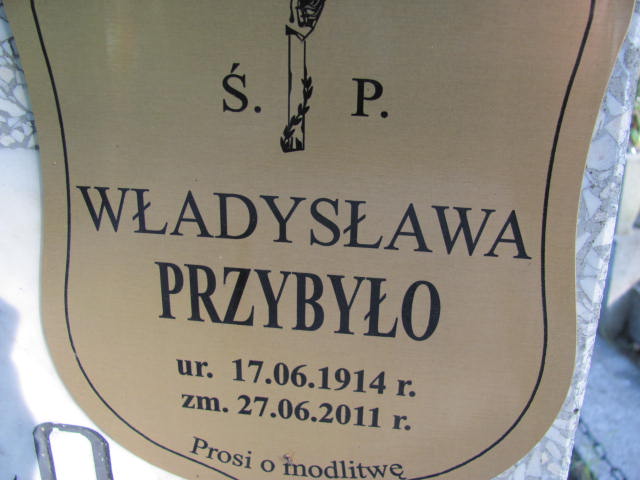 Ś. P.
WŁADYSŁAWA
PRZYBYŁO
ur. 17.06.1914 r.
zm. 27.06.2011 r.
Prosi o modlitwę